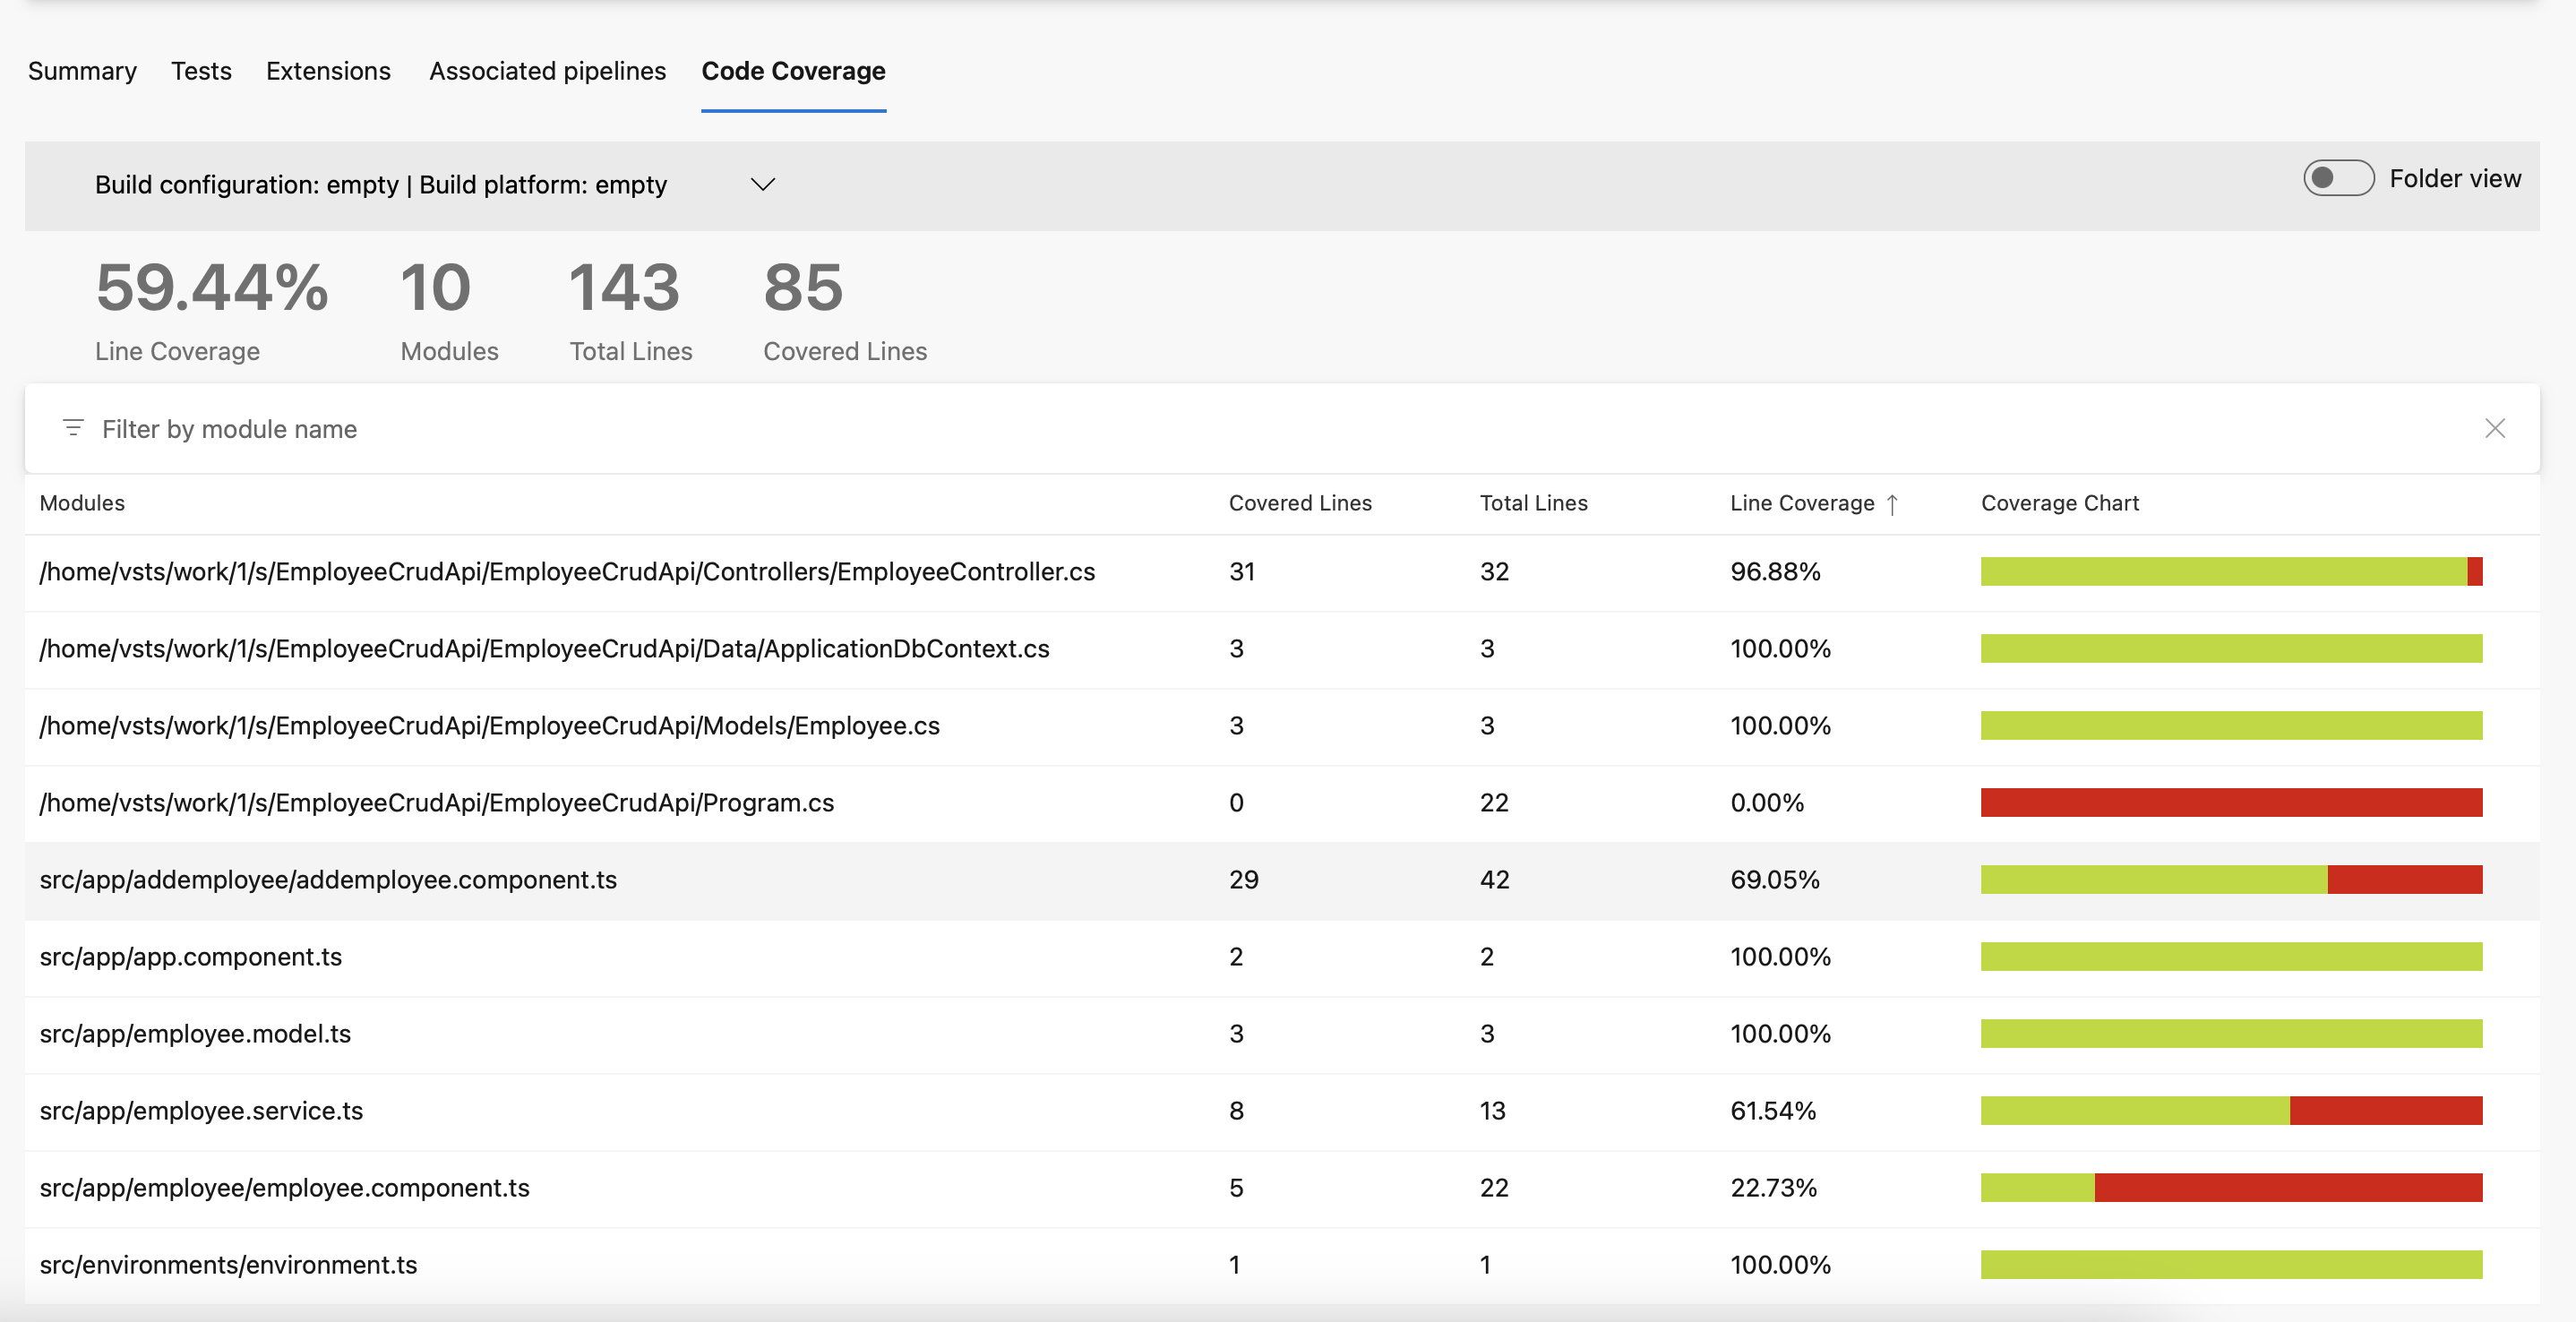 Summary Tests Extensions Associated pipelines Code Coverage
Build configuration: empty | Build platform: empty Folder view
59.44% 10 143 85
Line Coverage Modules Total Lines Covered Lines
Filter by module name
Modules Covered Lines Total Lines Line Coverage ↑ Coverage Chart
/home/vsts/work/1/s/EmployeeCrudApi/EmployeeCrudApi/Controllers/EmployeeController.cs 31 32 96.88%
/home/vsts/work/1/s/EmployeeCrudApi/EmployeeCrudApi/Data/ApplicationDbContext.cs 3 3 100.00%
/home/vsts/work/1/s/EmployeeCrudApi/EmployeeCrudApi/Models/Employee.cs 3 3 100.00%
/home/vsts/work/1/s/EmployeeCrudApi/EmployeeCrudApi/Program.cs 0 22 0.00%
src/app/addemployee/addemployee.component.ts 29 42 69.05%
src/app/app.component.ts 2 2 100.00%
src/app/employee.model.ts 3 3 100.00%
src/app/employee.service.ts 8 13 61.54%
src/app/employee/employee.component.ts 5 22 22.73%
src/environments/environment.ts 1 1 100.00%